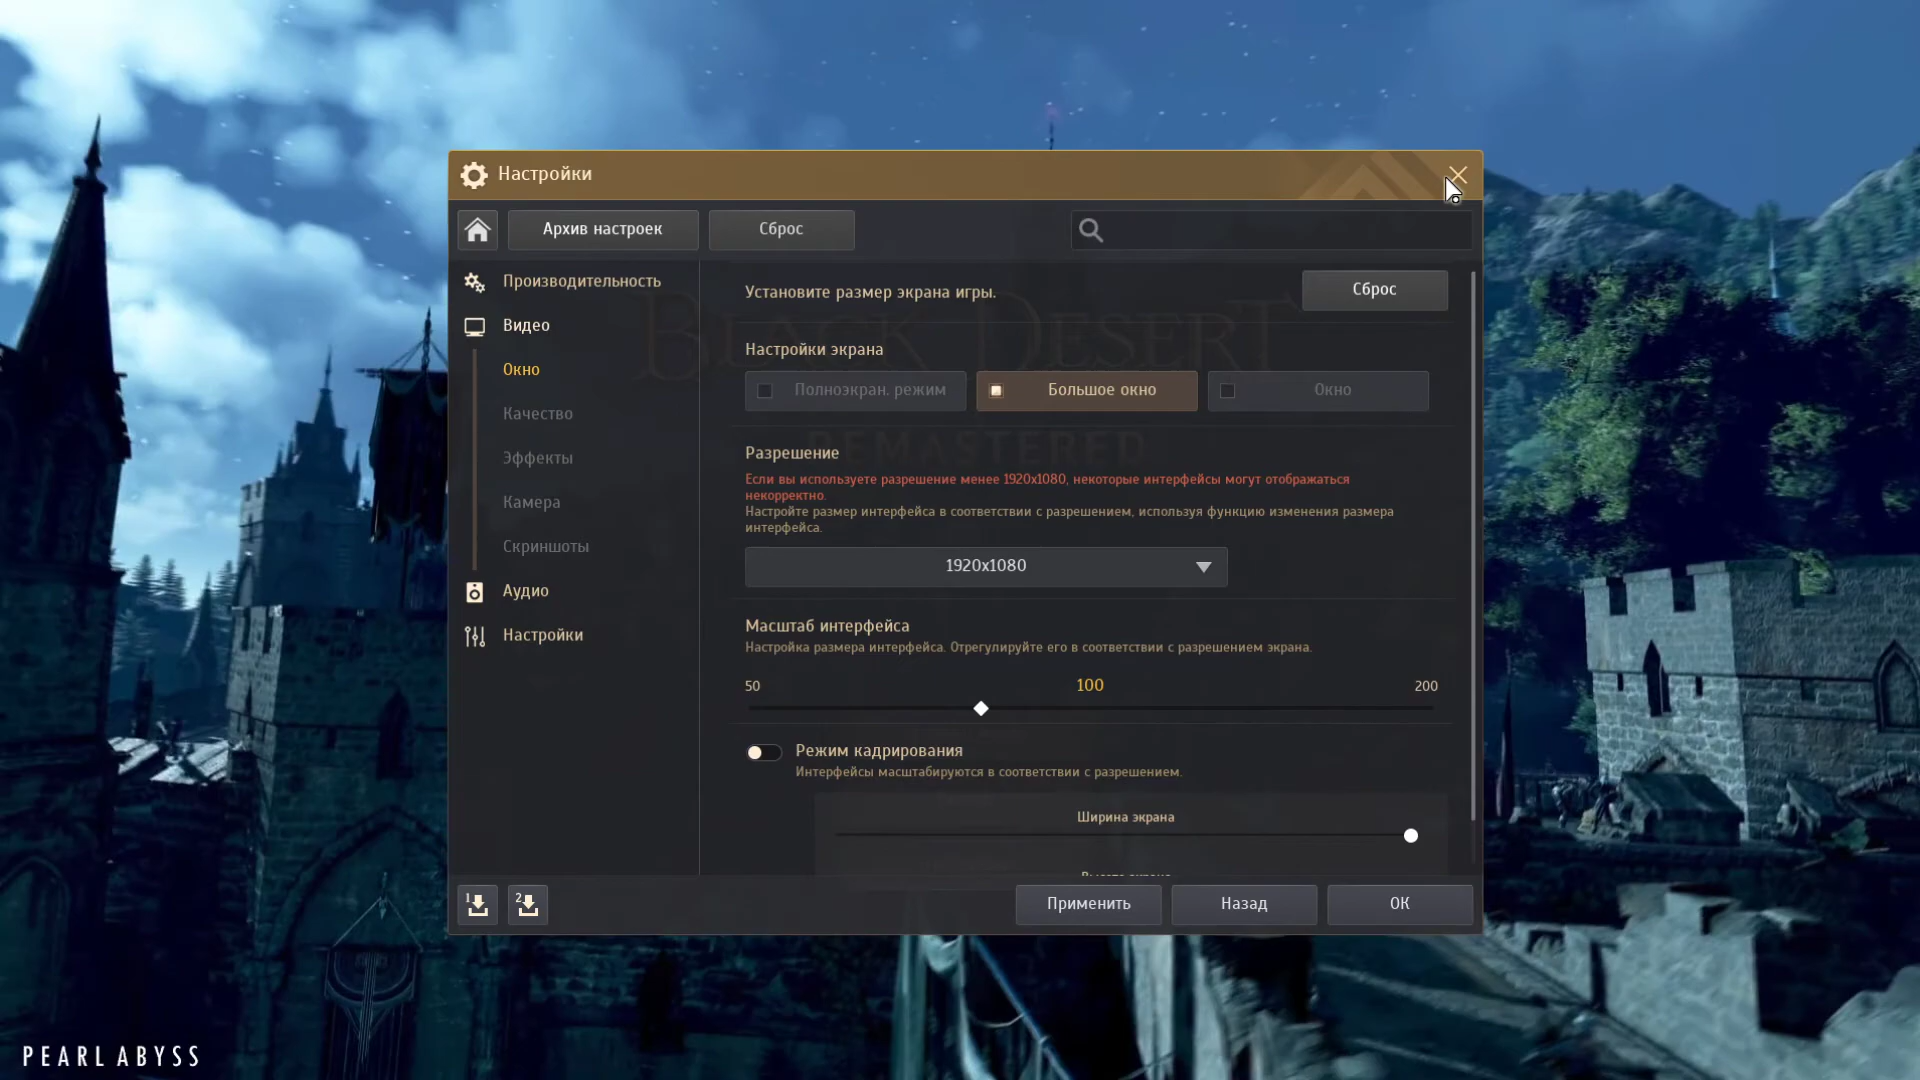 Настройки
Архив настроек
Сброс
Производительность
Видео
Окно
Качество
Эффекты
Камера
Скриншоты
Аудио
Настройки
Установите размер экрана игры.
Сброс
BLACK DESERT
REMASTERED
Настройки экрана
Полноэкран. режим
Большое окно
Окно
Разрешение
Если вы используете разрешение менее 1920x1080, некоторые интерфейсы могут отображаться
некорректно.
Настройте размер интерфейса в соответствии с разрешением, используя функцию изменения размера
интерфейса.
1920x1080
Масштаб интерфейса
Настройка размера интерфейса. Отрегулируйте его в соответствии с разрешением экрана.
50
100
200
Режим кадрирования
Интерфейсы масштабируются в соответствии с разрешением.
Ширина экрана
1
2
Применить
Назад
ОК
PEARL ABYSS